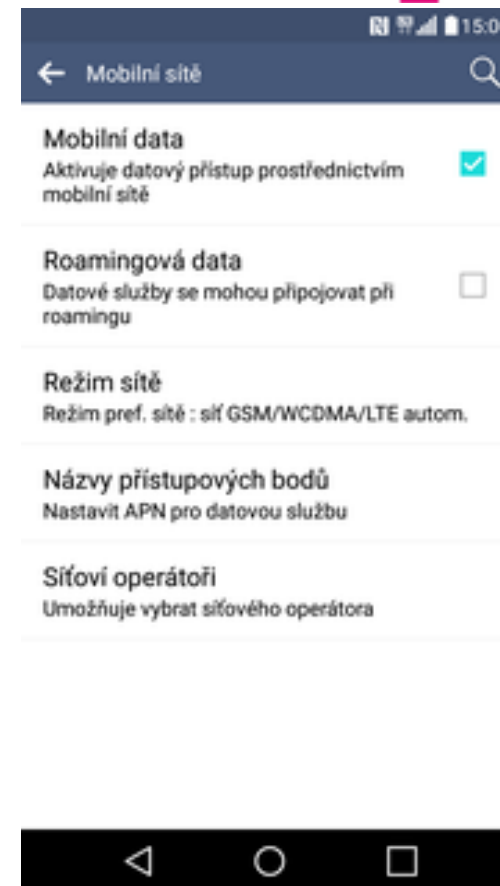 15:0
Mobilní sítě
Mobilní data
Aktivuje datový přístup prostřednictvím
mobilní sítě
Roamingová data
Datové služby se mohou připojovat při
roamingu
Režim sítě
Režim pref. sítě : síť GSM/WCDMA/LTE autom.
Názvy přístupových bodů
Nastavit APN pro datovou službu
Síťoví operátoři
Umožňuje vybrat síťového operátora